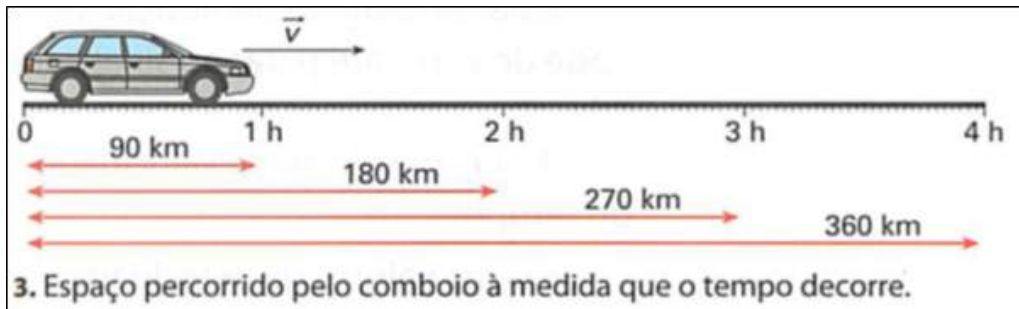 v
0 1 h 2 h 3 h 4 h
90 km
180 km
270 km
360 km
3. Espaço percorrido pelo comboio à medida que o tempo decorre.